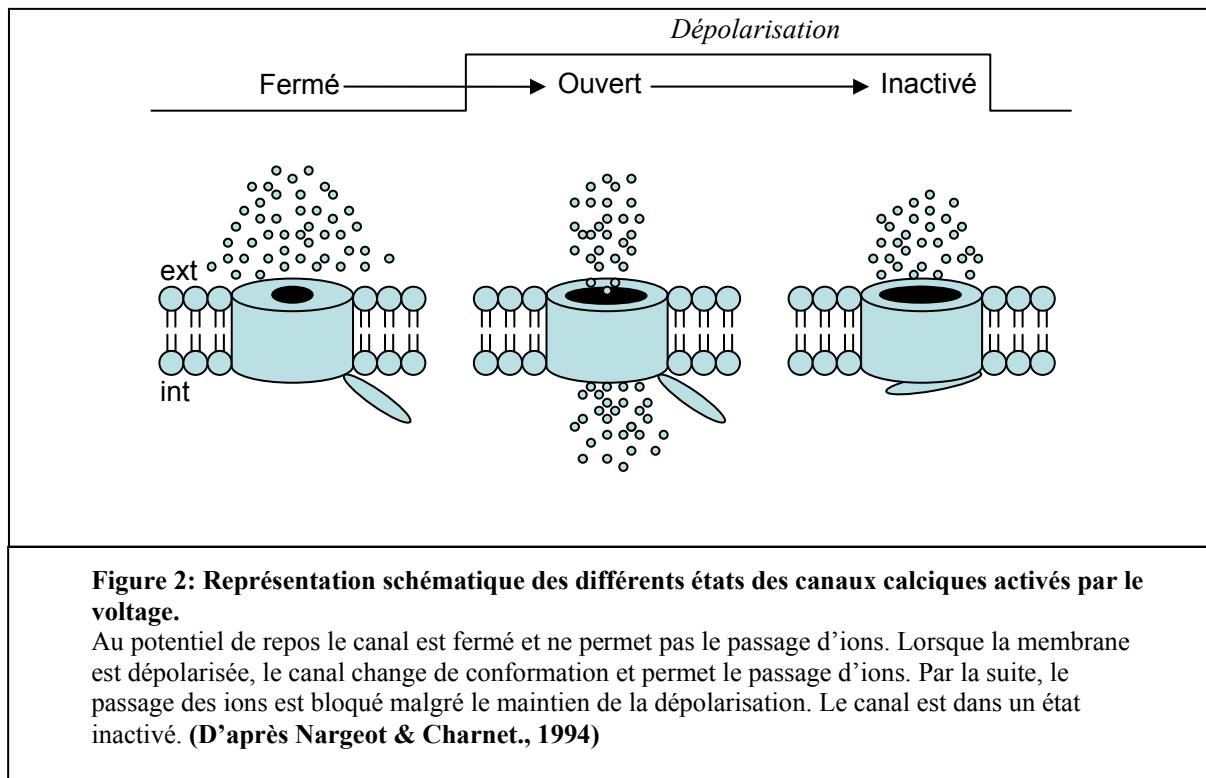 Dépolarisation
Fermé Ouvert Inactivé
ext
int
Figure 2: Représentation schématique des différents états des canaux calciques activés par le
voltage.
Au potentiel de repos le canal est fermé et ne permet pas le passage d’ions. Lorsque la membrane
est dépolarisée, le canal change de conformation et permet le passage d’ions. Par la suite, le
passage des ions est bloqué malgré le maintien de la dépolarisation. Le canal est dans un état
inactivé. (D’après Nargeot & Charnet., 1994)